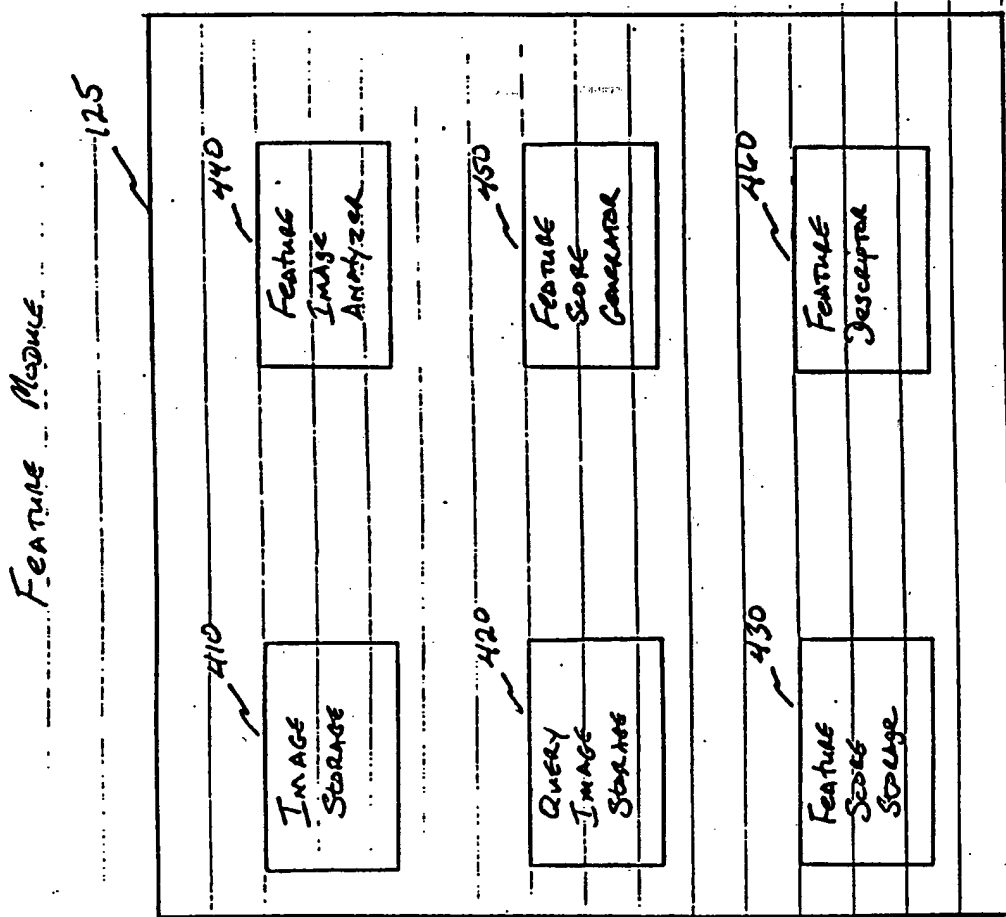 Feature Module
125
410
Image
Storage
440
Feature
Image
Analyzer
420
Query
Image
Storage
450
Feature
Score
Generator
430
Feature
Score
Storage
460
Feature
Descriptor